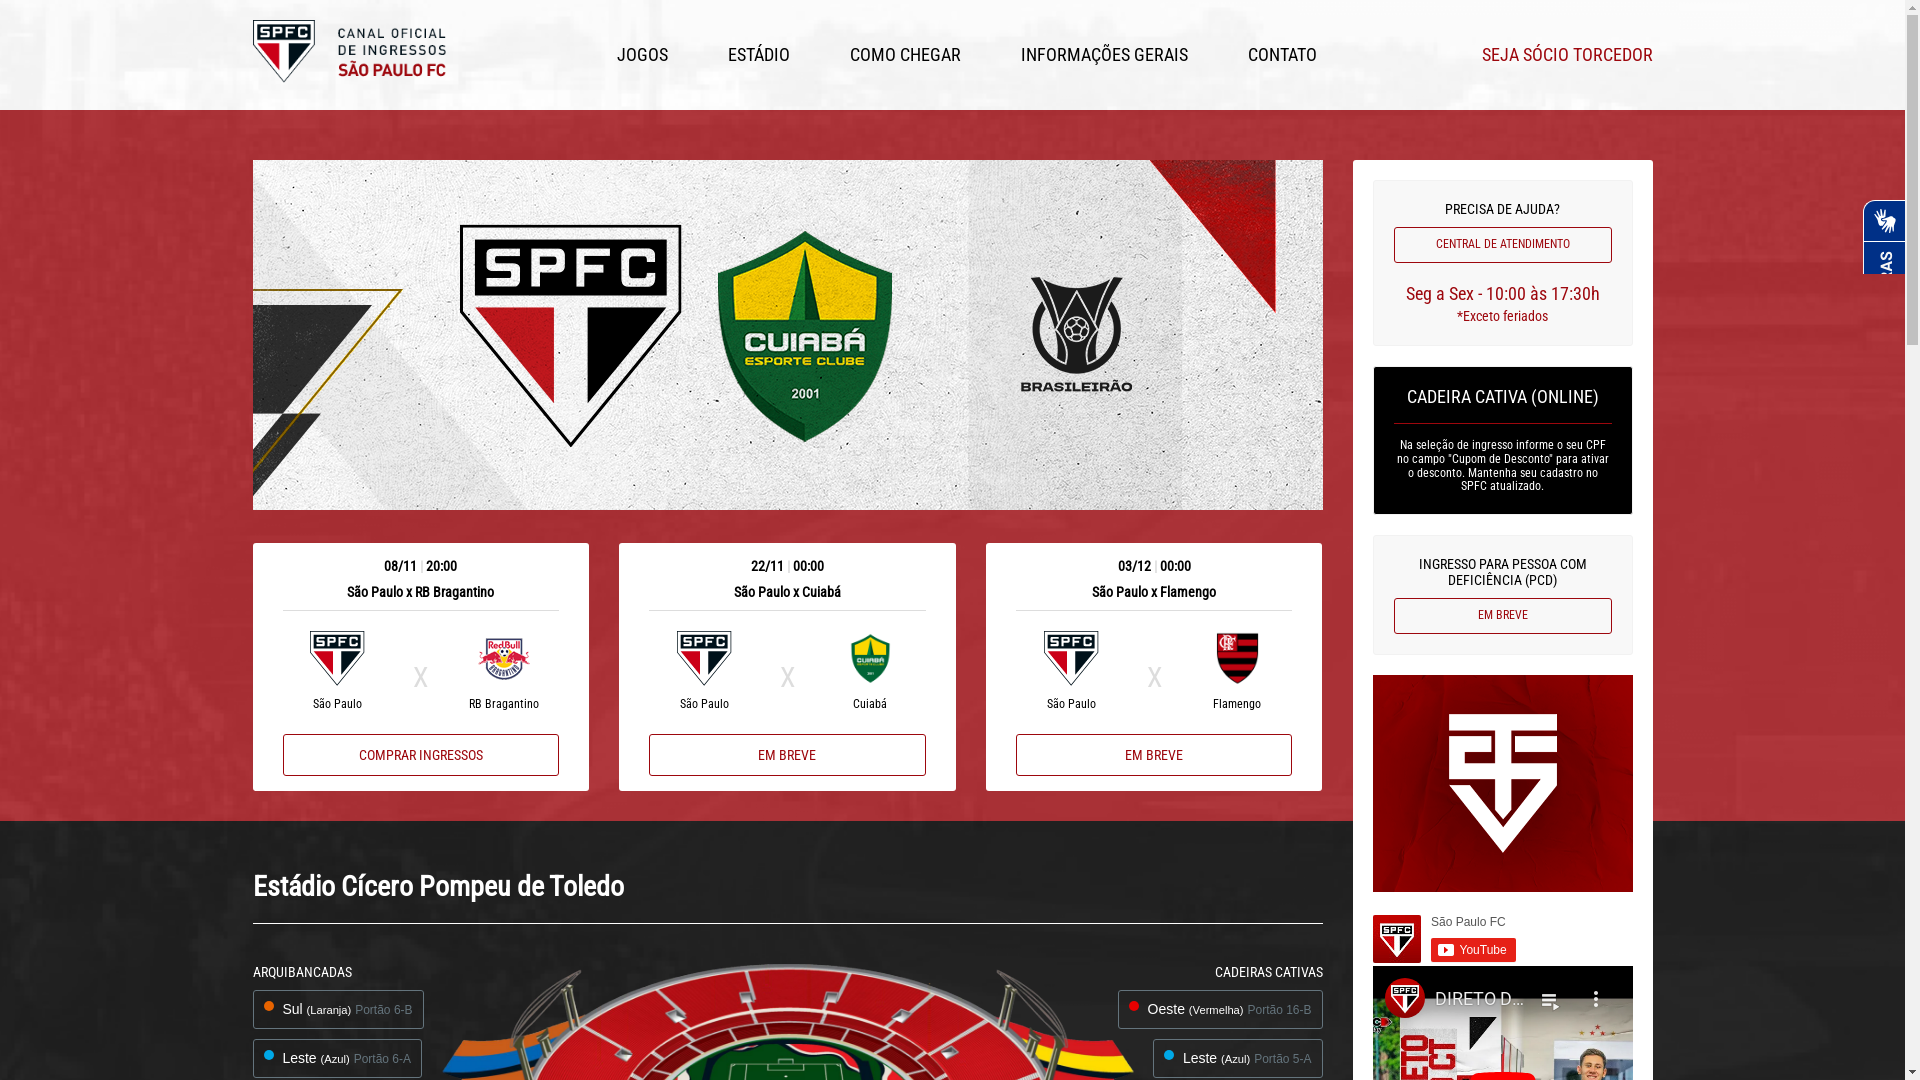 SPFC
CANAL OFICIAL
DE INGRESSOS
SÃO PAULO FC
JOGOS
ESTÁDIO
COMO CHEGAR
INFORMAÇÕES GERAIS
CONTATO
SEJA SÓCIO TORCEDOR
SPFC
CUIABÁ
ESPORTE CLUBE
2001
BRASILEIRÃO
PRECISA DE AJUDA?
CENTRAL DE ATENDIMENTO
Seg a Sex - 10:00 às 17:30h
*Exceto feriados
CADEIRA CATIVA (ONLINE)
Na seleção de ingresso informe o seu CPF
no campo "Cupom de Desconto" para ativar
o desconto. Mantenha seu cadastro no
SPFC atualizado.
INGRESSO PARA PESSOA COM
DEFICIÊNCIA (PCD)
EM BREVE
08/11 | 20:00
São Paulo x RB Bragantino
SPFC
X
RedBull
BRAGANTINO
São Paulo
RB Bragantino
COMPRAR INGRESSOS
22/11 | 00:00
São Paulo x Cuiabá
SPFC
X
CUIABÁ
São Paulo
Cuiabá
EM BREVE
03/12 | 00:00
São Paulo x Flamengo
SPFC
X
São Paulo
Flamengo
EM BREVE
Estádio Cícero Pompeu de Toledo
ARQUIBANCADAS
Sul (Laranja) Portão 6-B
Leste (Azul) Portão 6-A
CADEIRAS CATIVAS
Oeste (Vermelha) Portão 16-B
Leste (Azul) Portão 5-A
SPFC
São Paulo FC
YouTube
SPFC
DIRETO D...